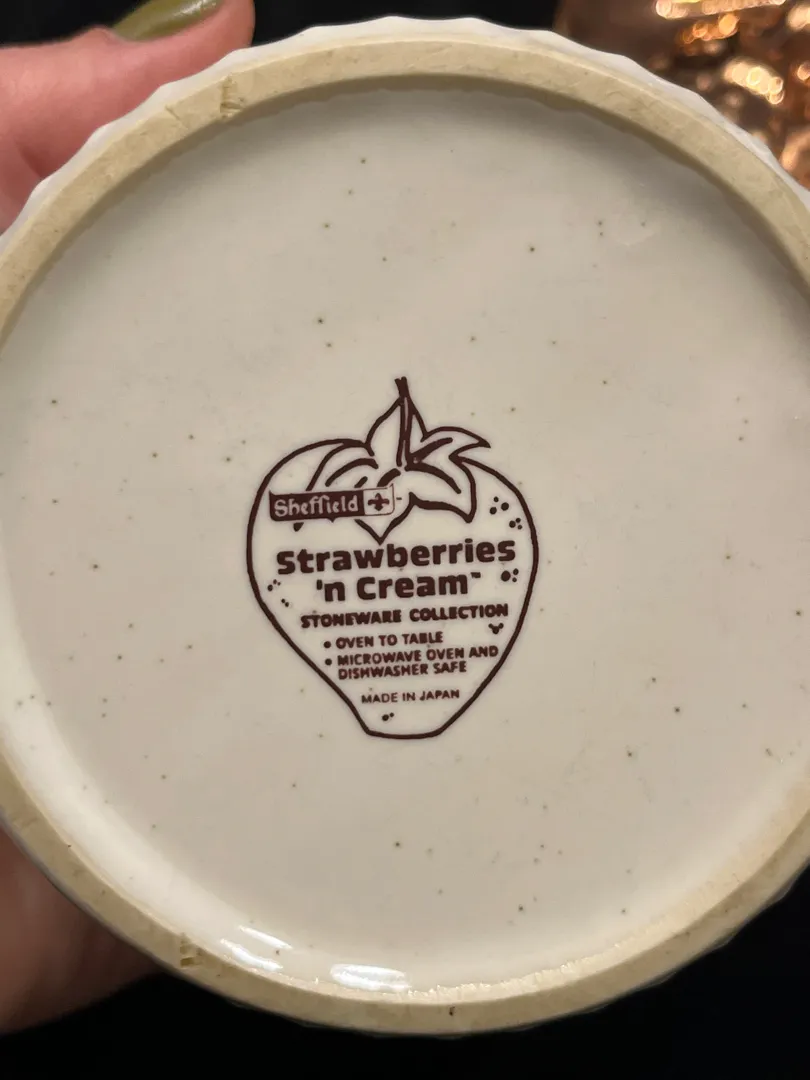 Sheffield
Strawberries
'n Cream™
STONEWARE COLLECTION
• OVEN TO TABLE
• MICROWAVE OVEN AND
DISHWASHER SAFE
MADE IN JAPAN